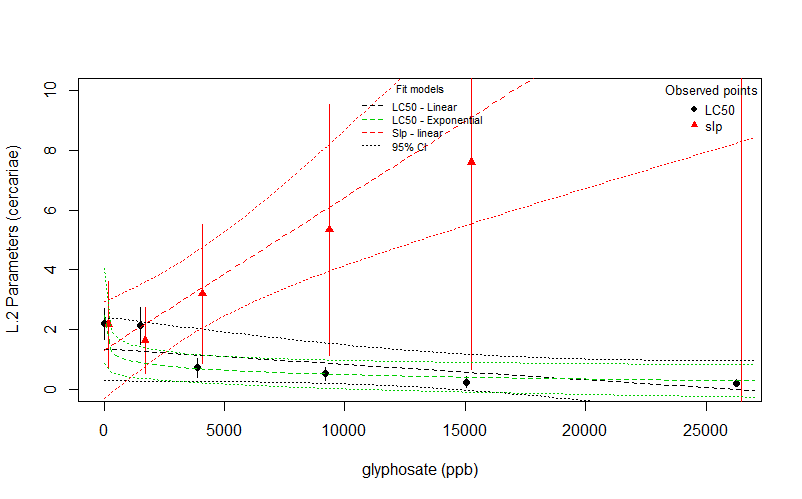 Fit models
LC50 - Linear
LC50 - Exponential
Slp - linear
95% CI
Observed points
LC50
slp
10
8
6
4
2
0
L.2 Parameters (cercariae)
0
5000
10000
15000
20000
25000
glyphosate (ppb)